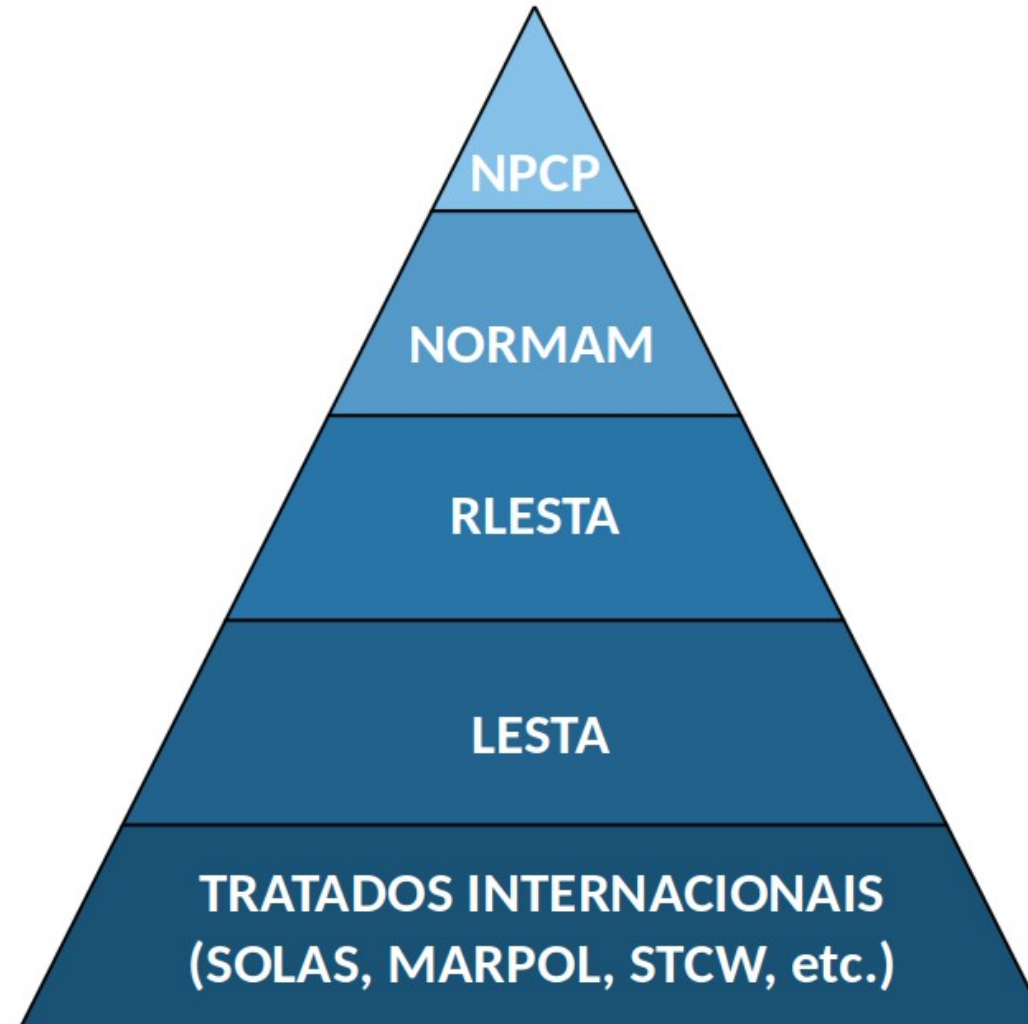 NPCP
NORMAM
RLESTA
LESTA
TRATADOS INTERNACIONAIS
(SOLAS, MARPOL, STCW, etc.)